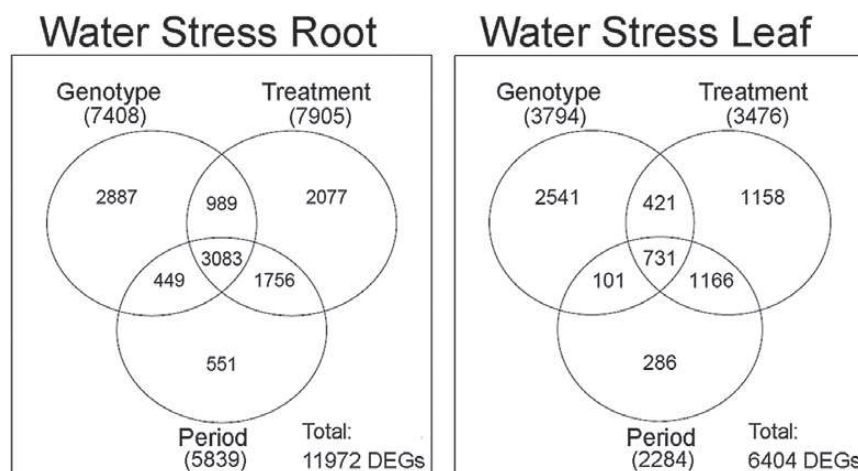 Water Stress Root
Genotype
(7408)
Treatment
(7905)
2887
989
2077
3083
449
1756
551
Period
(5839)
Total:
11972 DEGs
Water Stress Leaf
Genotype
(3794)
Treatment
(3476)
2541
421
1158
731
101
1166
286
Period
(2284)
Total:
6404 DEGs